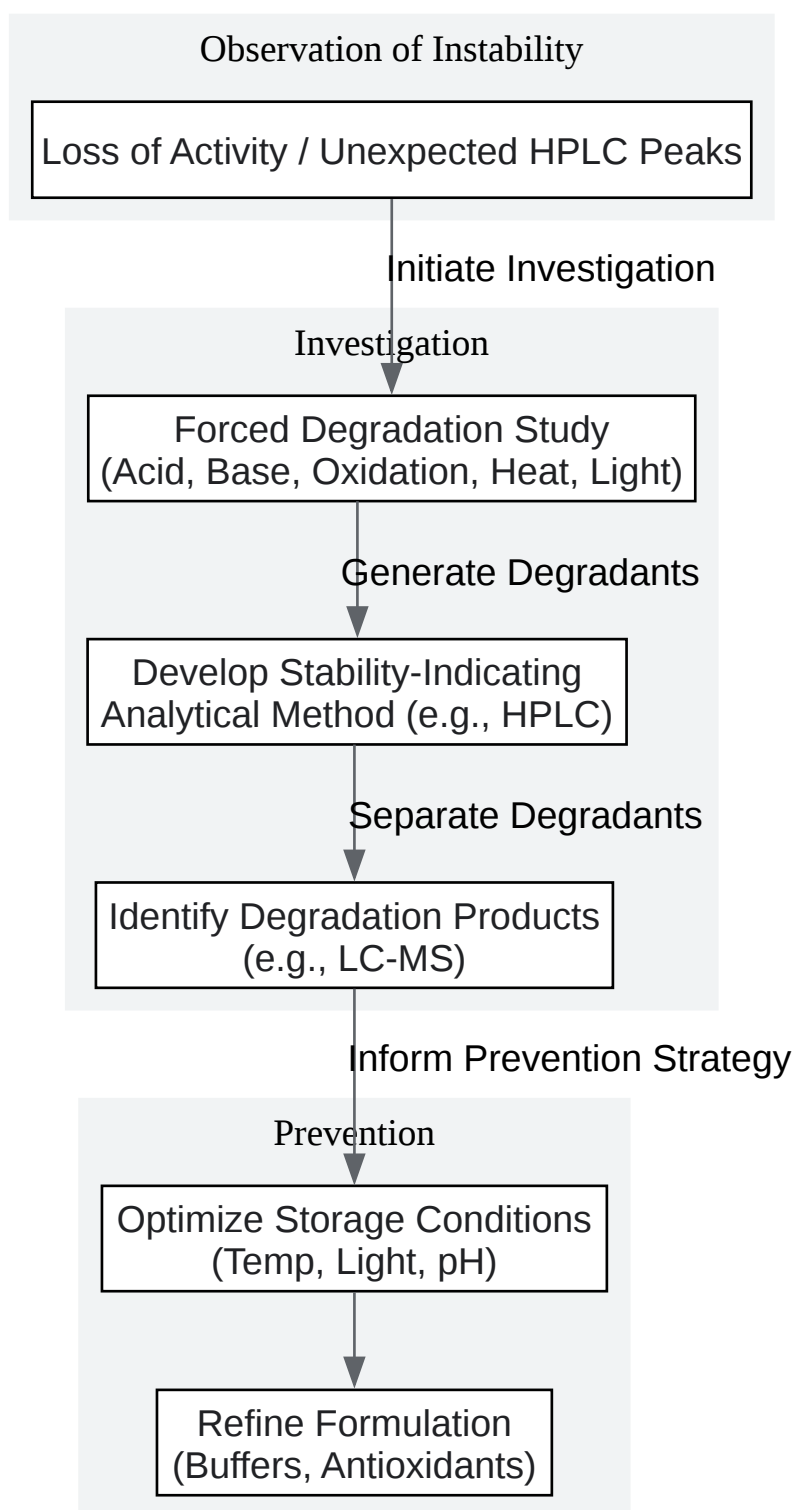 Observation of Instability
Loss of Activity / Unexpected HPLC Peaks
Initiate Investigation
Investigation
Forced Degradation Study
(Acid, Base, Oxidation, Heat, Light)
Generate Degradants
Develop Stability-Indicating
Analytical Method (e.g., HPLC)
Separate Degradants
Identify Degradation Products
(e.g., LC-MS)
Inform Prevention Strategy
Prevention
Optimize Storage Conditions
(Temp, Light, pH)
Refine Formulation
(Buffers, Antioxidants)